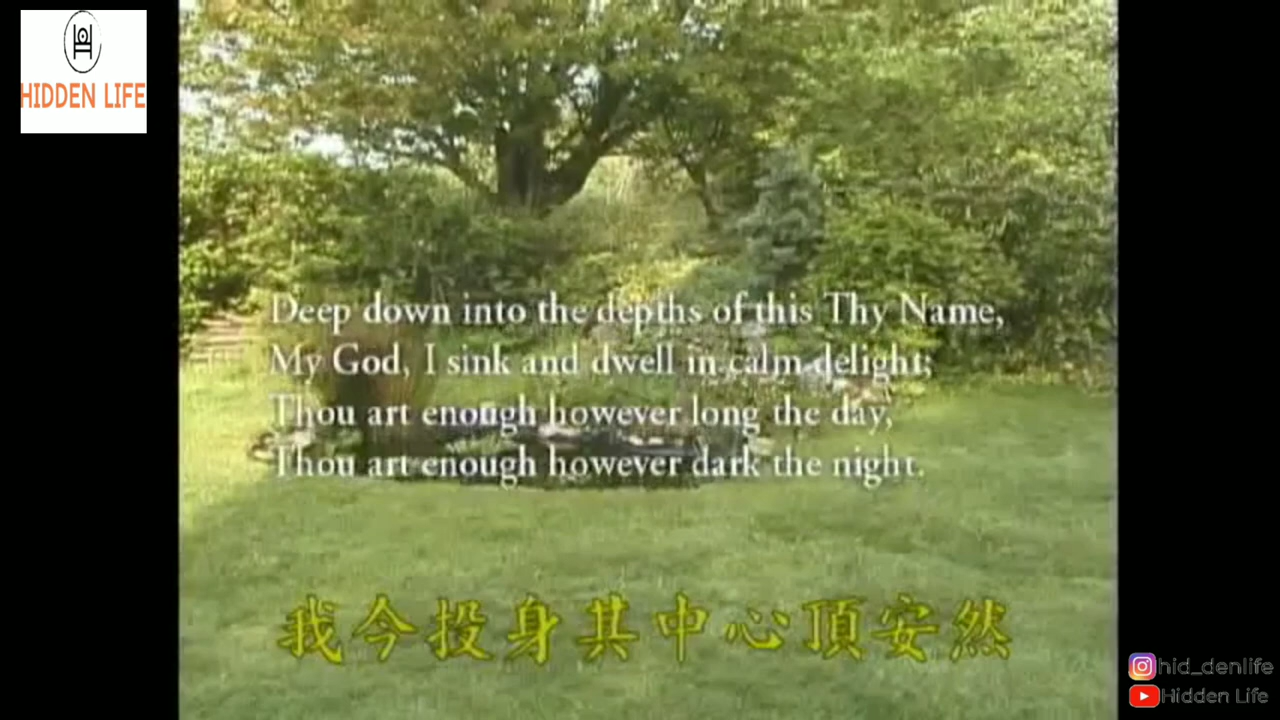 HIDDEN LIFE
Deep down into the depths of this Thy Name,
My God, I sink and dwell in calm delight;
Thou art enough however long the day,
Thou art enough however dark the night.
我今投身其中心頂安然
hid_denlife
Hidden Life